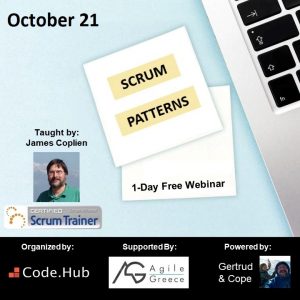 October 21
SCRUM
PATTERNS
1-Day Free Webinar
Taught by:
James Coplien
CERTIFIED
Scrum Trainer
Organized by:
Code.Hub
Supported By:
Agile
Greece
Powered by:
Gertrud
& Cope